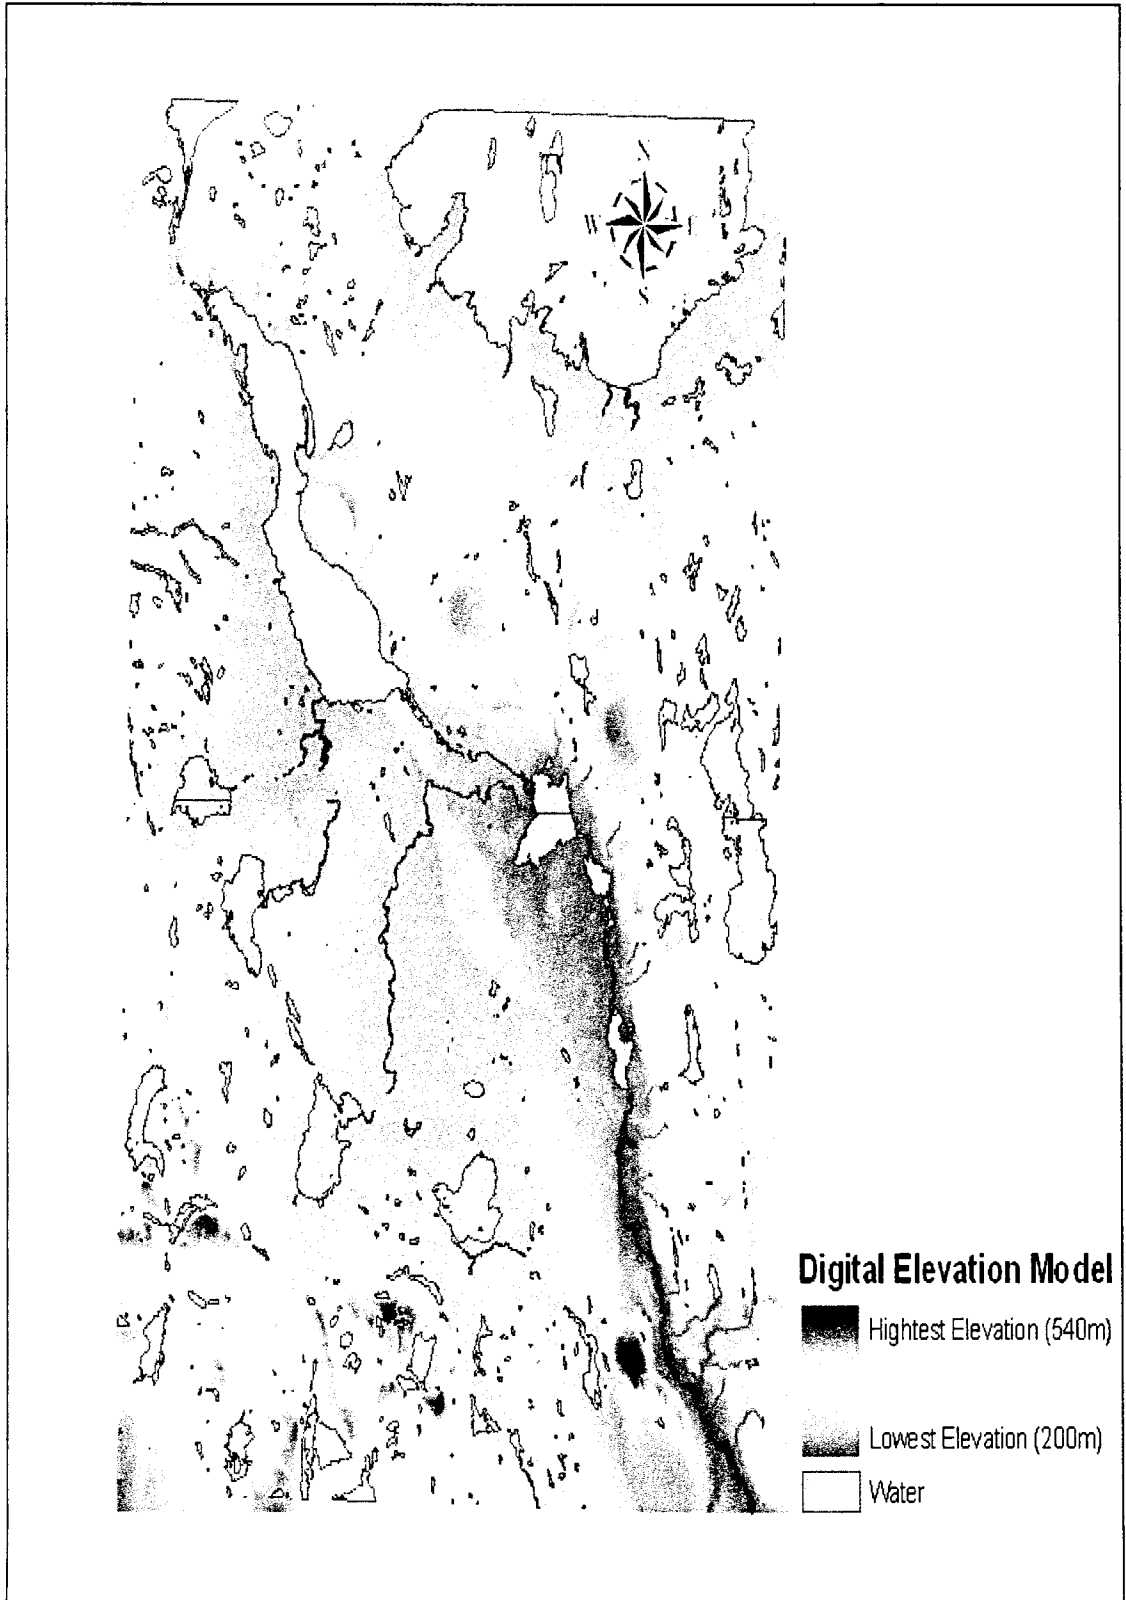 N
W
S
Digital Elevation Model
Hightest Elevation (540m)
Lowest Elevation (200m)
Water